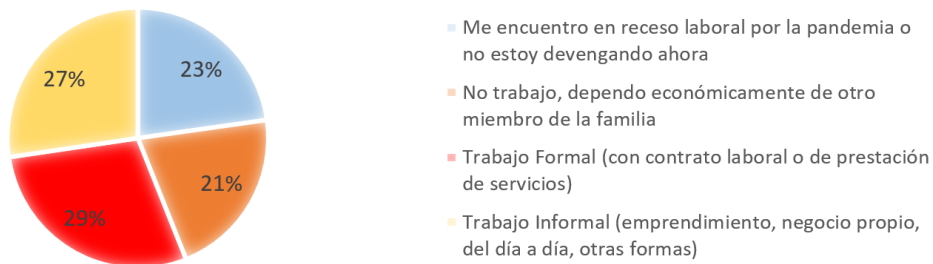 23%
27%
21%
29%
Me encuentro en receso laboral por la pandemia o
no estoy devengando ahora
No trabajo, dependo económicamente de otro
miembro de la familia
Trabajo Formal (con contrato laboral o de prestación
de servicios)
Trabajo Informal (emprendimiento, negocio propio,
del día a día, otras formas)